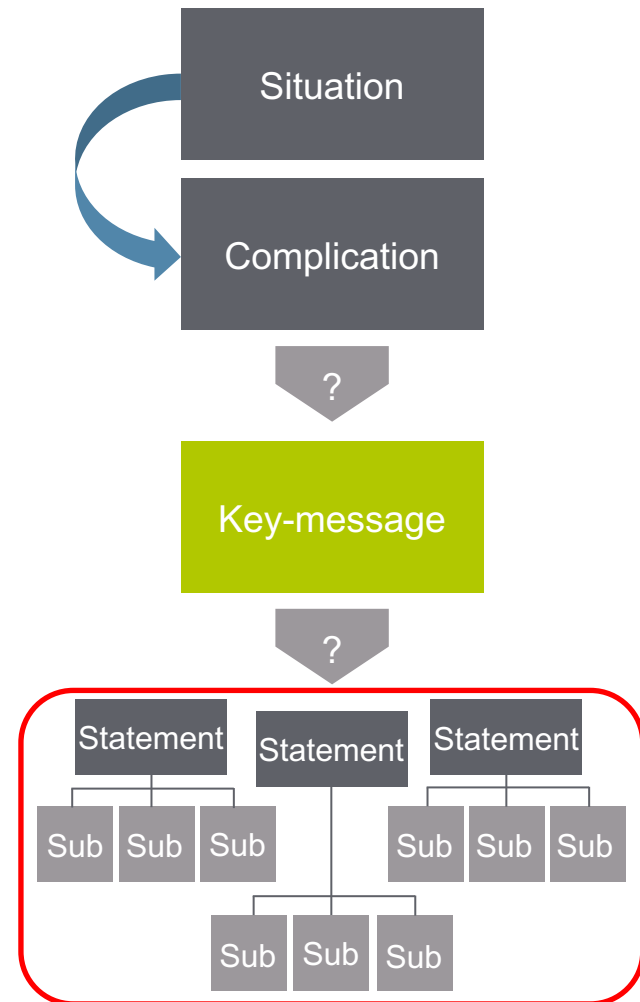 Situation
Complication
?
Key-message
?
Statement
Statement
Statement
Sub
Sub
Sub
Sub
Sub
Sub
Sub
Sub
Sub